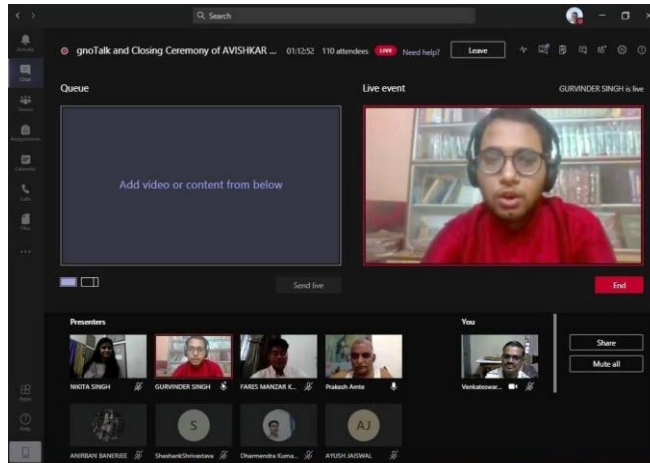 Search
gnoTalk and Closing Ceremony of AVISHKAR ... 01:12:52 110 attendees LIVE Need help? Leave
Activity
Chat
Teams
Assignments
Calendar
Calls
Files
...
Apps
Help
Queue
Live event
GURVINDER SINGH is live
Add video or content from below
Send live
End
Presenters
You
NIKITA SINGH
GURVINDER SINGH
FARES MANZAR K...
Prakash Amte
Venkateswar...
Share
Mute all
S
AJ
ANIRBAN BANERJEE
ShashankShrivastava
Dharmendra Kuma...
AYUSH JAISWAL